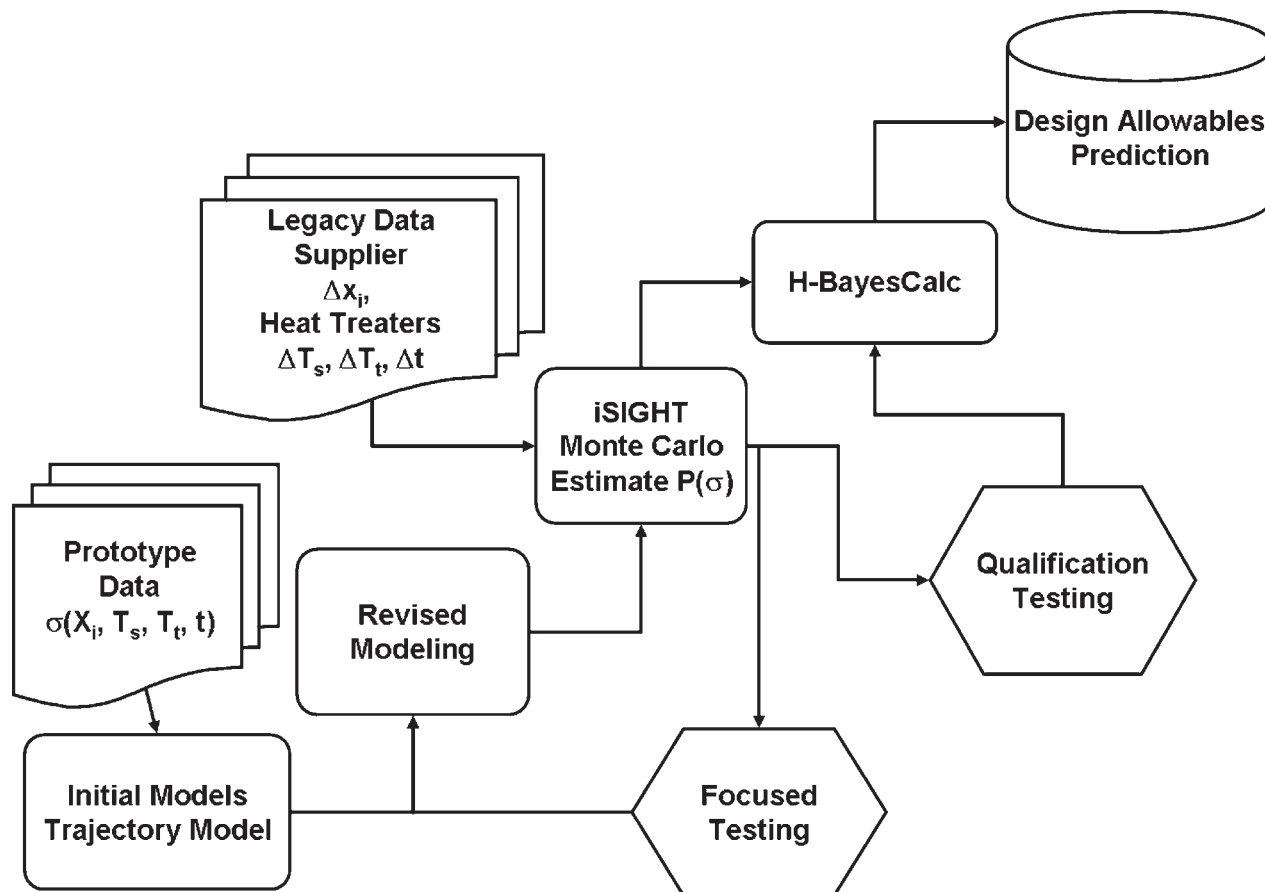 Design Allowables
Prediction
Legacy Data
Supplier
Δxᵢ,
Heat Treaters
ΔTₛ, ΔTₜ, Δt
H-BayesCalc
iSIGHT
Monte Carlo
Estimate P(σ)
Prototype
Data
σ(Xᵢ, Tₛ, Tₜ, t)
Revised
Modeling
Qualification
Testing
Initial Models
Trajectory Model
Focused
Testing